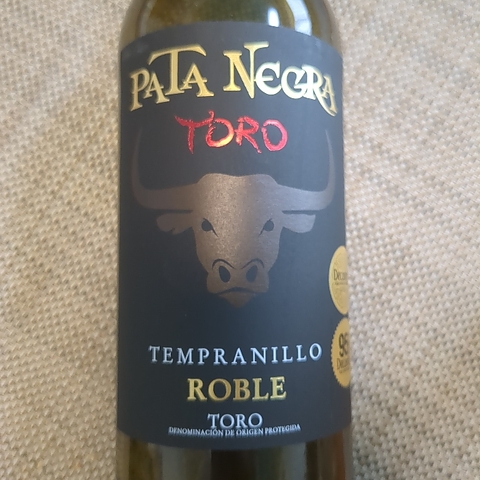 PATA NEGRA
TORO
TEMPRANILLO
ROBLE
TORO
DENOMINACIÓN DE ORIGEN PROTEGIDA